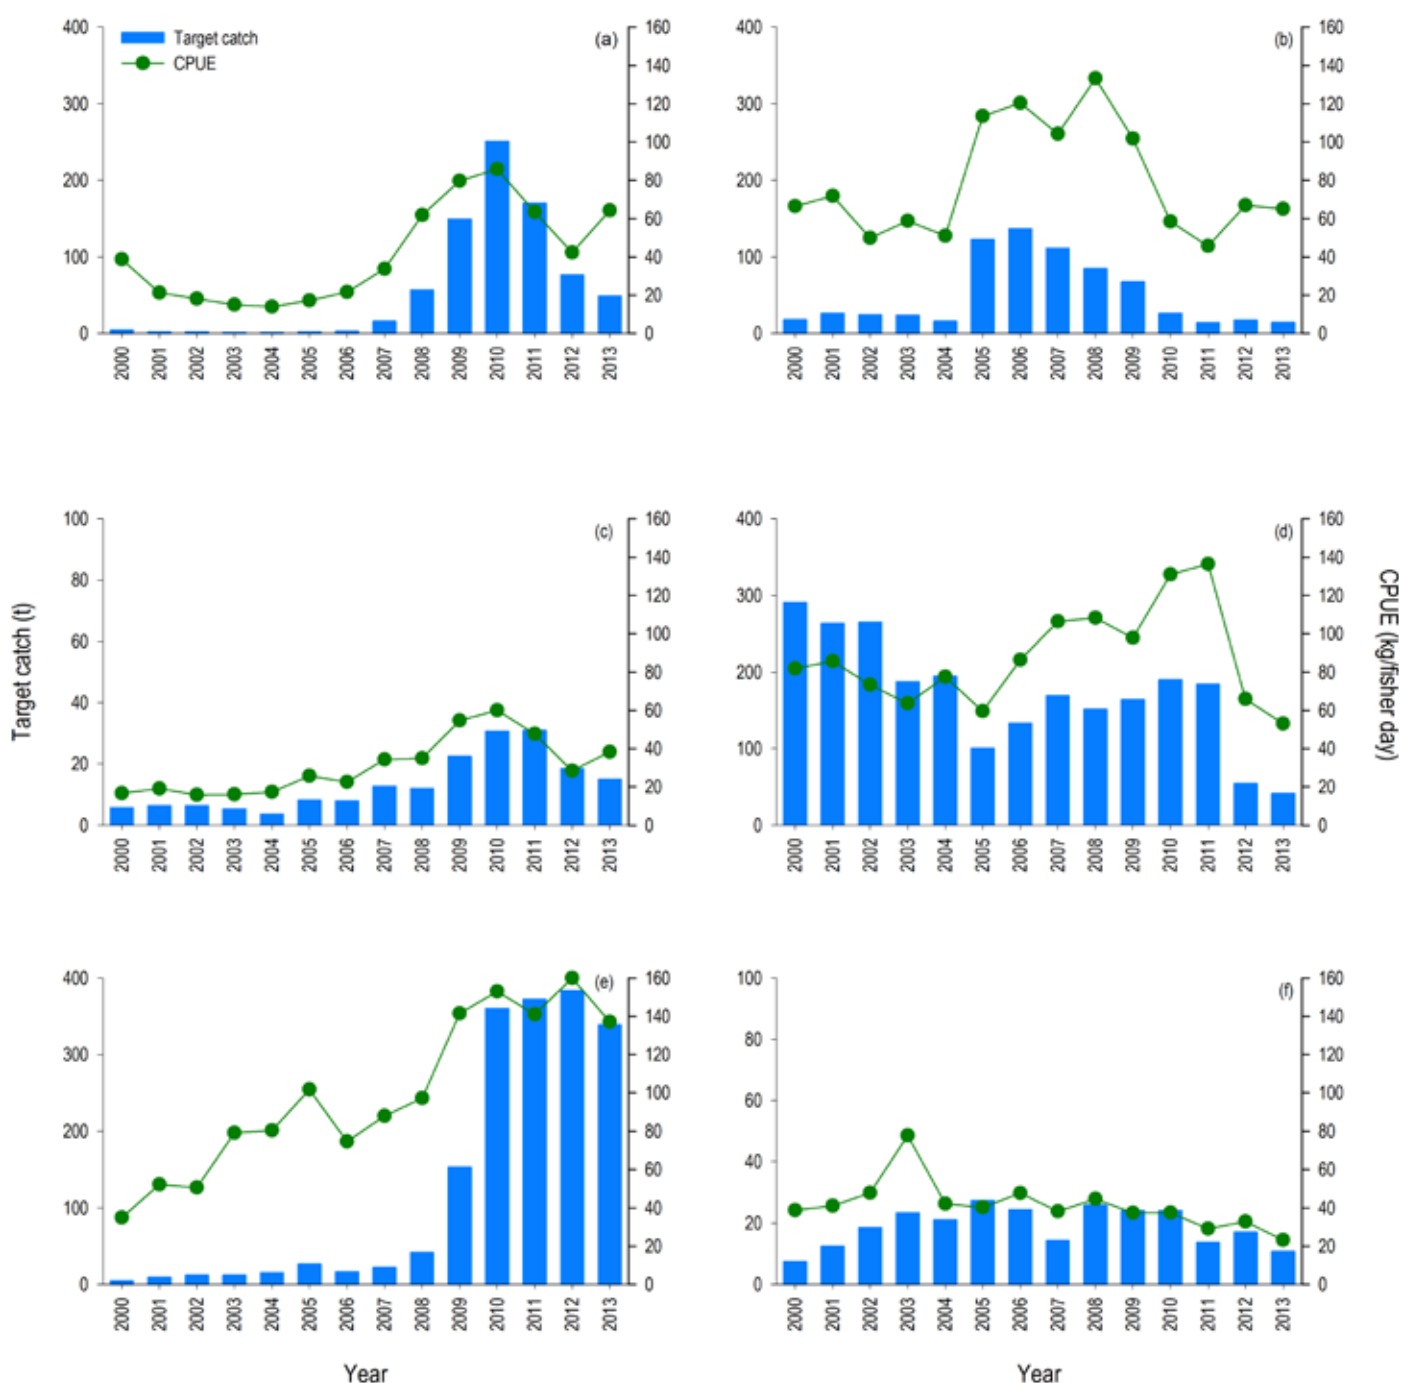 400 160 400 160
Target catch (a) (b)
CPUE 140 140
300 120 300 120
100 100
200 80 200 80
60 60
100 40 100 40
20 20
0 0 0 0
2000 2001 2002 2003 2004 2005 2006 2007 2008 2009 2010 2011 2012 2013 2000 2001 2002 2003 2004 2005 2006 2007 2008 2009 2010 2011 2012 2013
100 160 400 160
(c) (d)
140 140
80 120 300 120
60 100 100
80 200 80
40 60 60
20 40 100 40
20 20
0 0 0 0
2000 2001 2002 2003 2004 2005 2006 2007 2008 2009 2010 2011 2012 2013 2000 2001 2002 2003 2004 2005 2006 2007 2008 2009 2010 2011 2012 2013
Target catch (t)
CPUE (kg/fisher day)
400 160 100 160
(e) (f)
140 140
300 120 80 120
100 60 100
200 80 80
60 40 60
100 40 20 40
20 20
0 0 0 0
2000 2001 2002 2003 2004 2005 2006 2007 2008 2009 2010 2011 2012 2013 2000 2001 2002 2003 2004 2005 2006 2007 2008 2009 2010 2011 2012 2013
Year Year